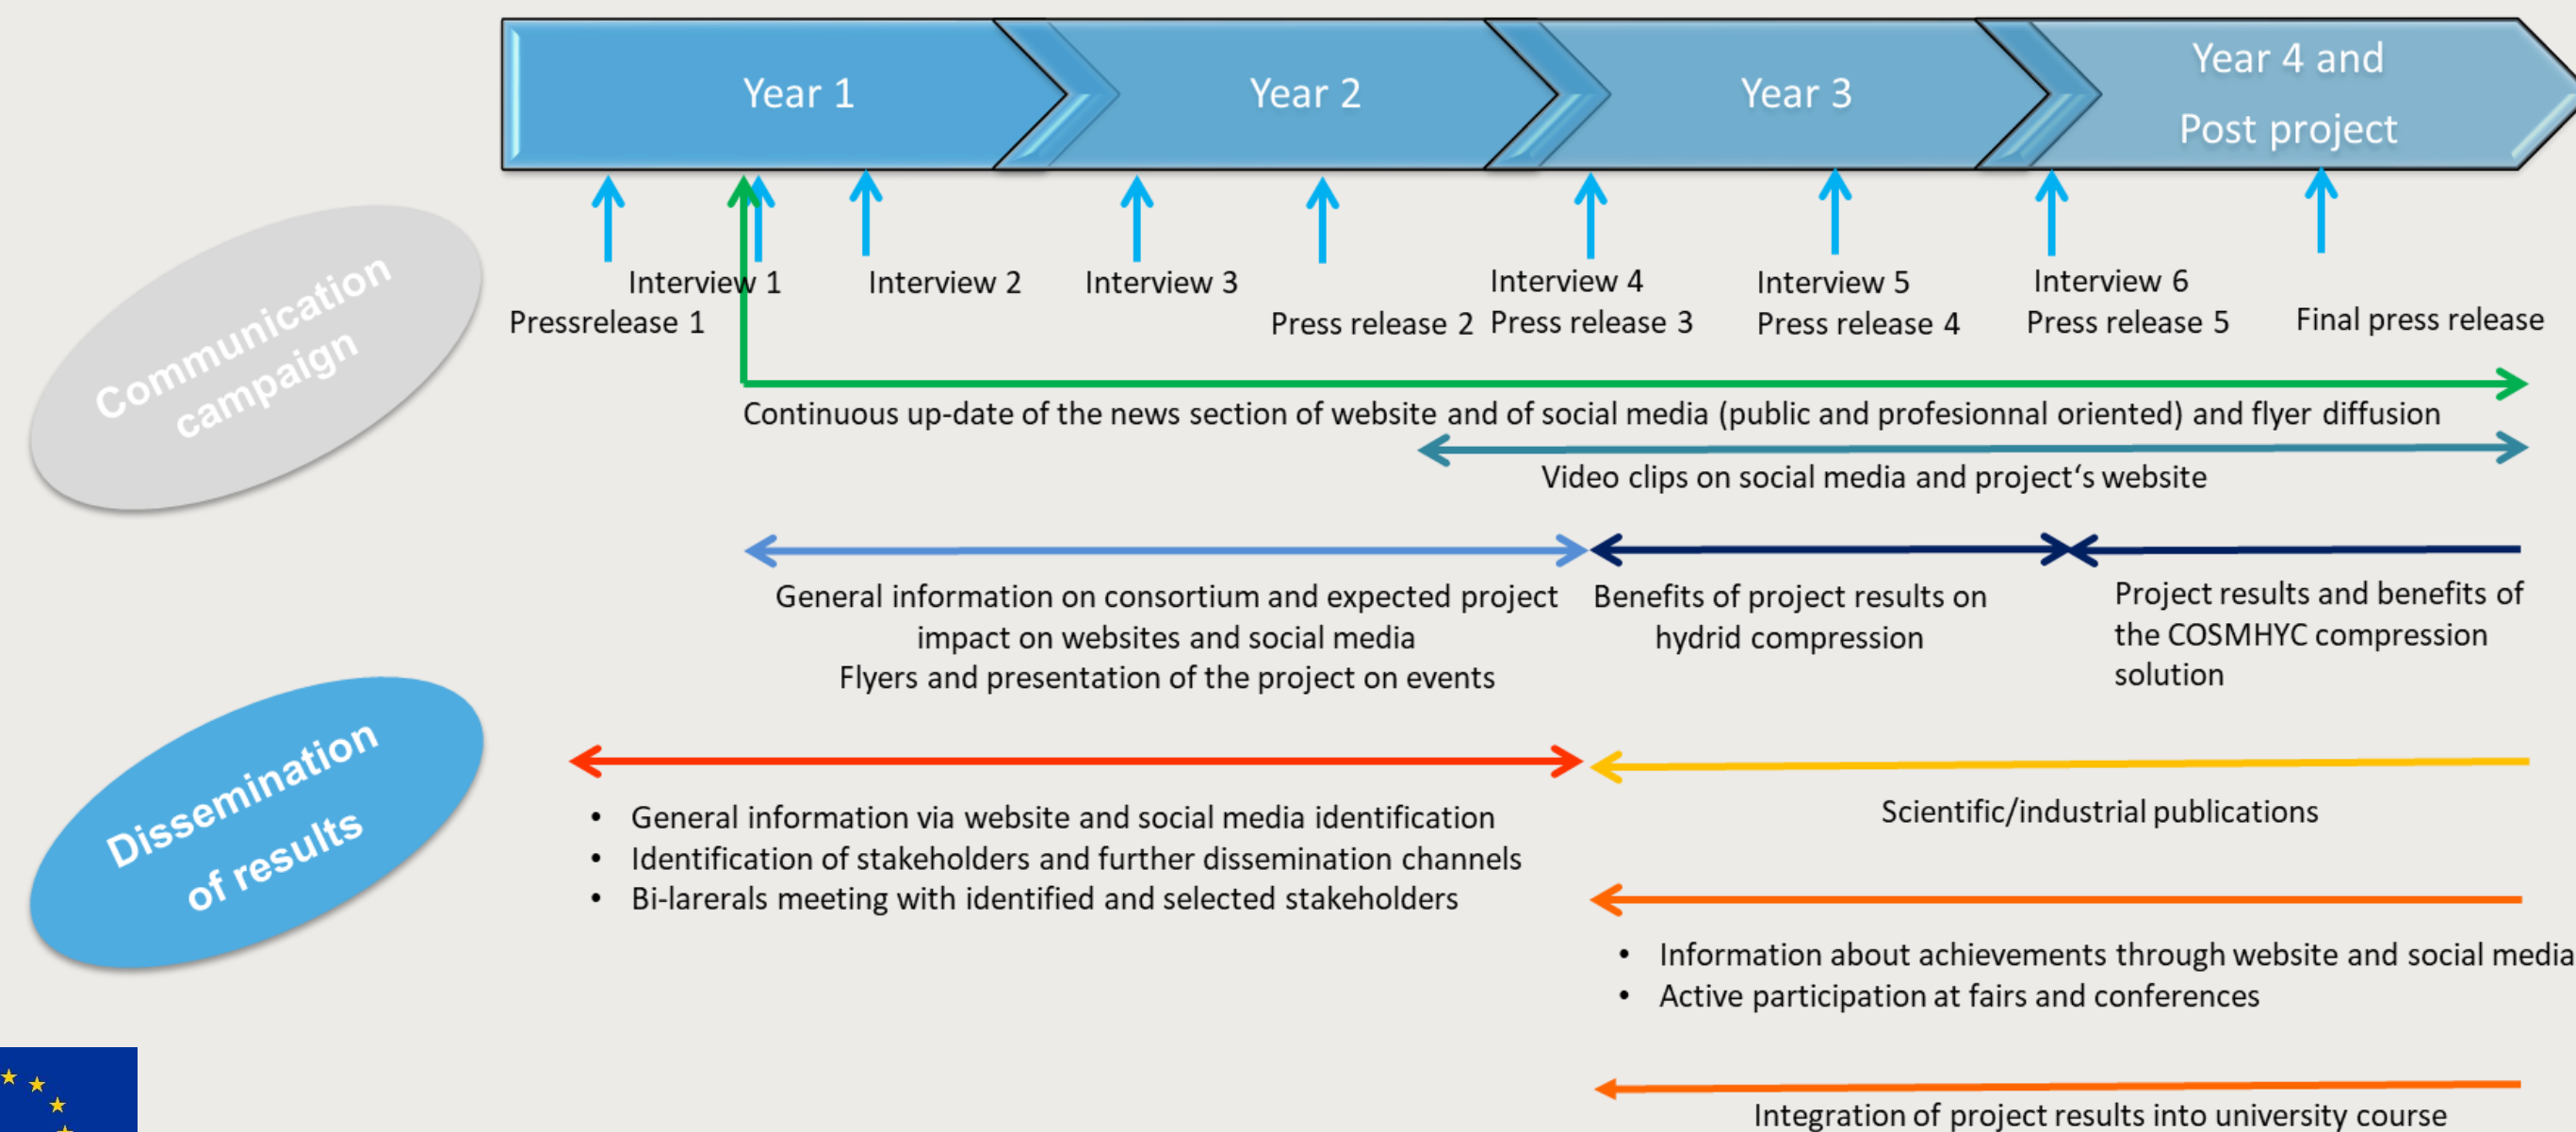 Year 1
Year 2
Year 3
Year 4 and
Post project
Communication
campaign
Interview 1
Interview 2
Interview 3
Interview 4
Interview 5
Interview 6
Pressrelease 1
Press release 2
Press release 3
Press release 4
Press release 5
Final press release
Continuous up-date of the news section of website and of social media (public and profesionnal oriented) and flyer diffusion
Video clips on social media and project‘s website
General information on consortium and expected project
impact on websites and social media
Flyers and presentation of the project on events
Benefits of project results on
hydrid compression
Project results and benefits of
the COSMHYC compression
solution
Dissemination
of results
• General information via website and social media identification
• Identification of stakeholders and further dissemination channels
• Bi-larerals meeting with identified and selected stakeholders
Scientific/industrial publications
• Information about achievements through website and social media
• Active participation at fairs and conferences
Integration of project results into university course